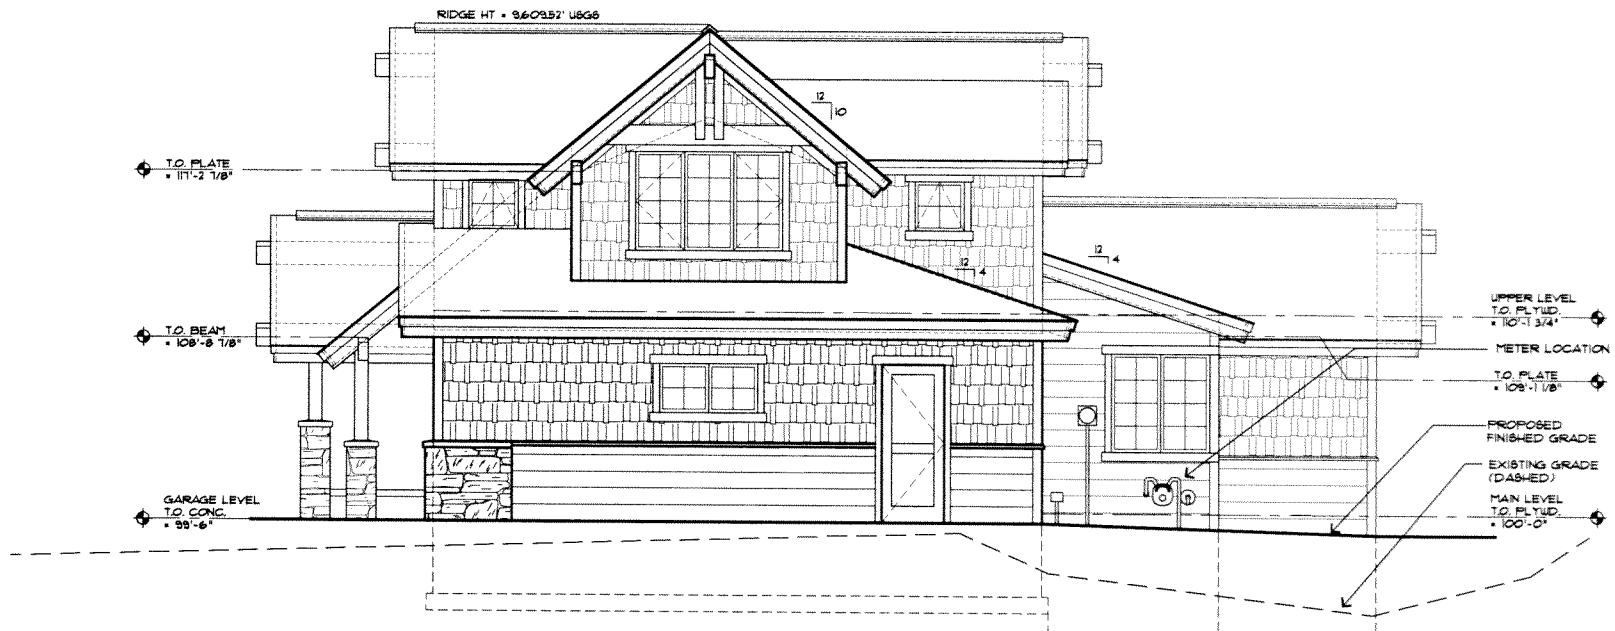 RIDGE HT = 9,609.52' USGS
12
10
T.O. PLATE
= 117'-2 7/8"
12
4
12
4
T.O. BEAM
= 108'-8 7/8"
UPPER LEVEL
T.O. PLYWD.
= 110'-1 3/4"
METER LOCATION
T.O. PLATE
= 109'-1 1/8"
PROPOSED
FINISHED GRADE
EXISTING GRADE
(DASHED)
GARAGE LEVEL
T.O. CONC.
= 99'-6"
MAIN LEVEL
T.O. PLYWD.
= 100'-0"